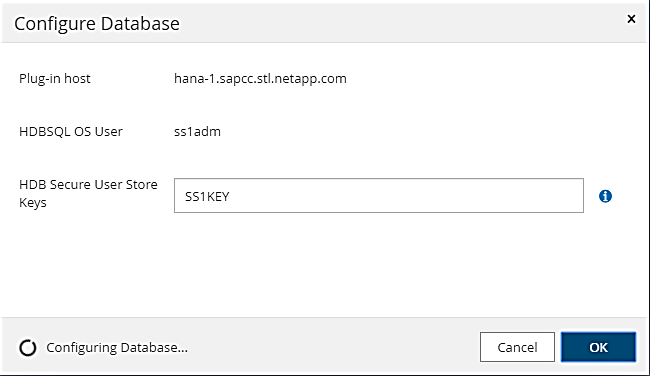 Configure Database
×
Plug-in host
hana-1.sapcc.stl.netapp.com
HDBSQL OS User
ss1adm
HDB Secure User Store
Keys
SS1KEY
i
Configuring Database...
Cancel
OK